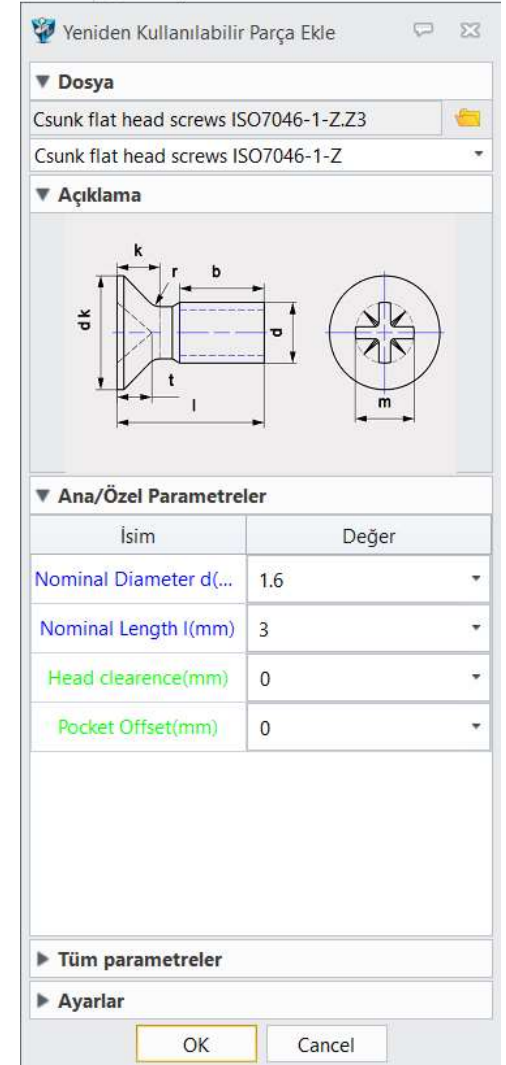 Yeniden Kullanılabilir Parça Ekle
Dosya
Csunk flat head screws ISO7046-1-Z.Z3
Csunk flat head screws ISO7046-1-Z
Açıklama
k
r
b
dk
d
t
l
m
Ana/Özel Parametreler
İsim Değer
Nominal Diameter d(... 1.6
Nominal Length l(mm) 3
Head clearence(mm) 0
Pocket Offset(mm) 0
Tüm parametreler
Ayarlar
OK Cancel